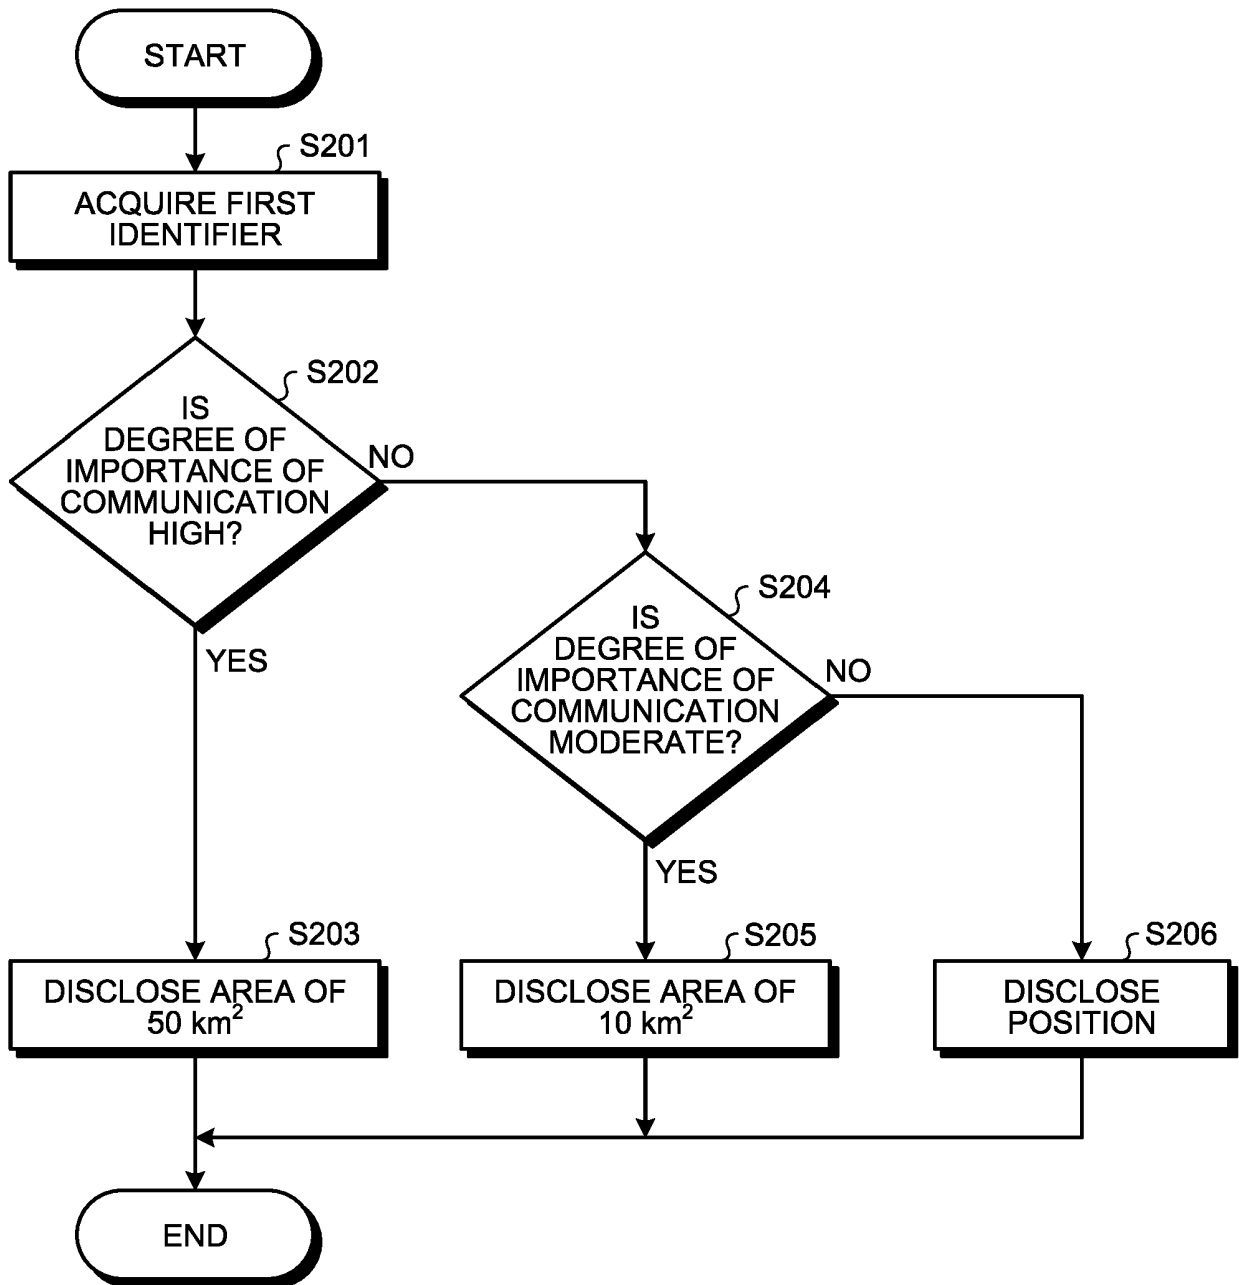 START
S201
ACQUIRE FIRST
IDENTIFIER
S202
IS
DEGREE OF
IMPORTANCE OF
COMMUNICATION
HIGH?
NO
YES
S204
IS
DEGREE OF
IMPORTANCE OF
COMMUNICATION
MODERATE?
NO
YES
S203
DISCLOSE AREA OF
50 km²
S205
DISCLOSE AREA OF
10 km²
S206
DISCLOSE
POSITION
END